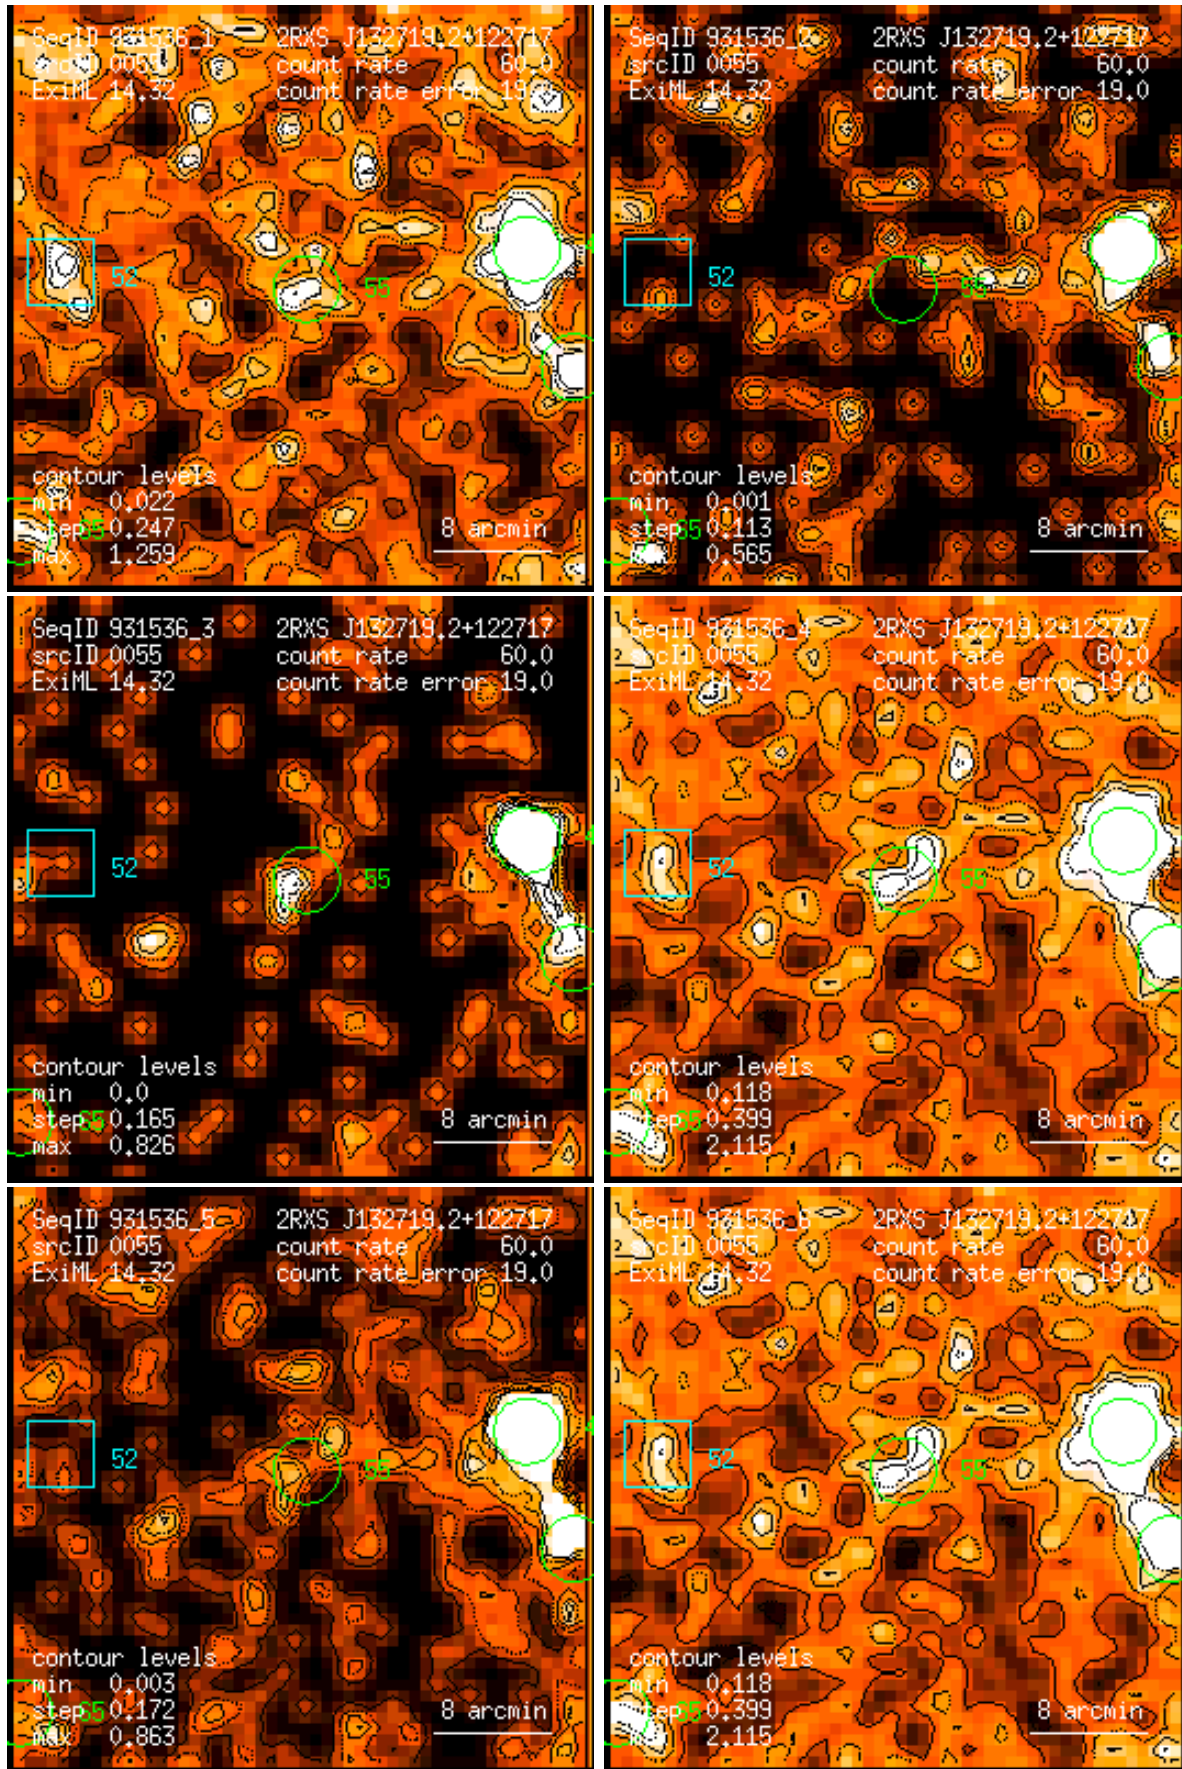 SeqID 931536_1 2RXS J132719.2+122717
srcID 0055 count rate 60.0
ExiML 14.32 count rate error 19.0
52
55
contour levels
min 0.022
step 0.247
65
max 1.259
8 arcmin
SeqID 931536_2 2RXS J132719.2+122717
srcID 0055 count rate 60.0
ExiML 14.32 count rate error 19.0
52
55
contour levels
min 0.001
step 0.113
65
max 0.565
8 arcmin
SeqID 931536_3 2RXS J132719.2+122717
srcID 0055 count rate 60.0
ExiML 14.32 count rate error 19.0
52
55
contour levels
min 0.0
step 0.165
65
max 0.826
8 arcmin
SeqID 931536_4 2RXS J132719.2+122717
srcID 0055 count rate 60.0
ExiML 14.32 count rate error 19.0
52
55
contour levels
min 0.118
step 0.399
65
max 2.115
8 arcmin
SeqID 931536_5 2RXS J132719.2+122717
srcID 0055 count rate 60.0
ExiML 14.32 count rate error 19.0
52
55
contour levels
min 0.003
step 0.172
65
max 0.863
8 arcmin
SeqID 931536_6 2RXS J132719.2+122717
srcID 0055 count rate 60.0
ExiML 14.32 count rate error 19.0
52
55
contour levels
min 0.118
step 0.399
65
max 2.115
8 arcmin